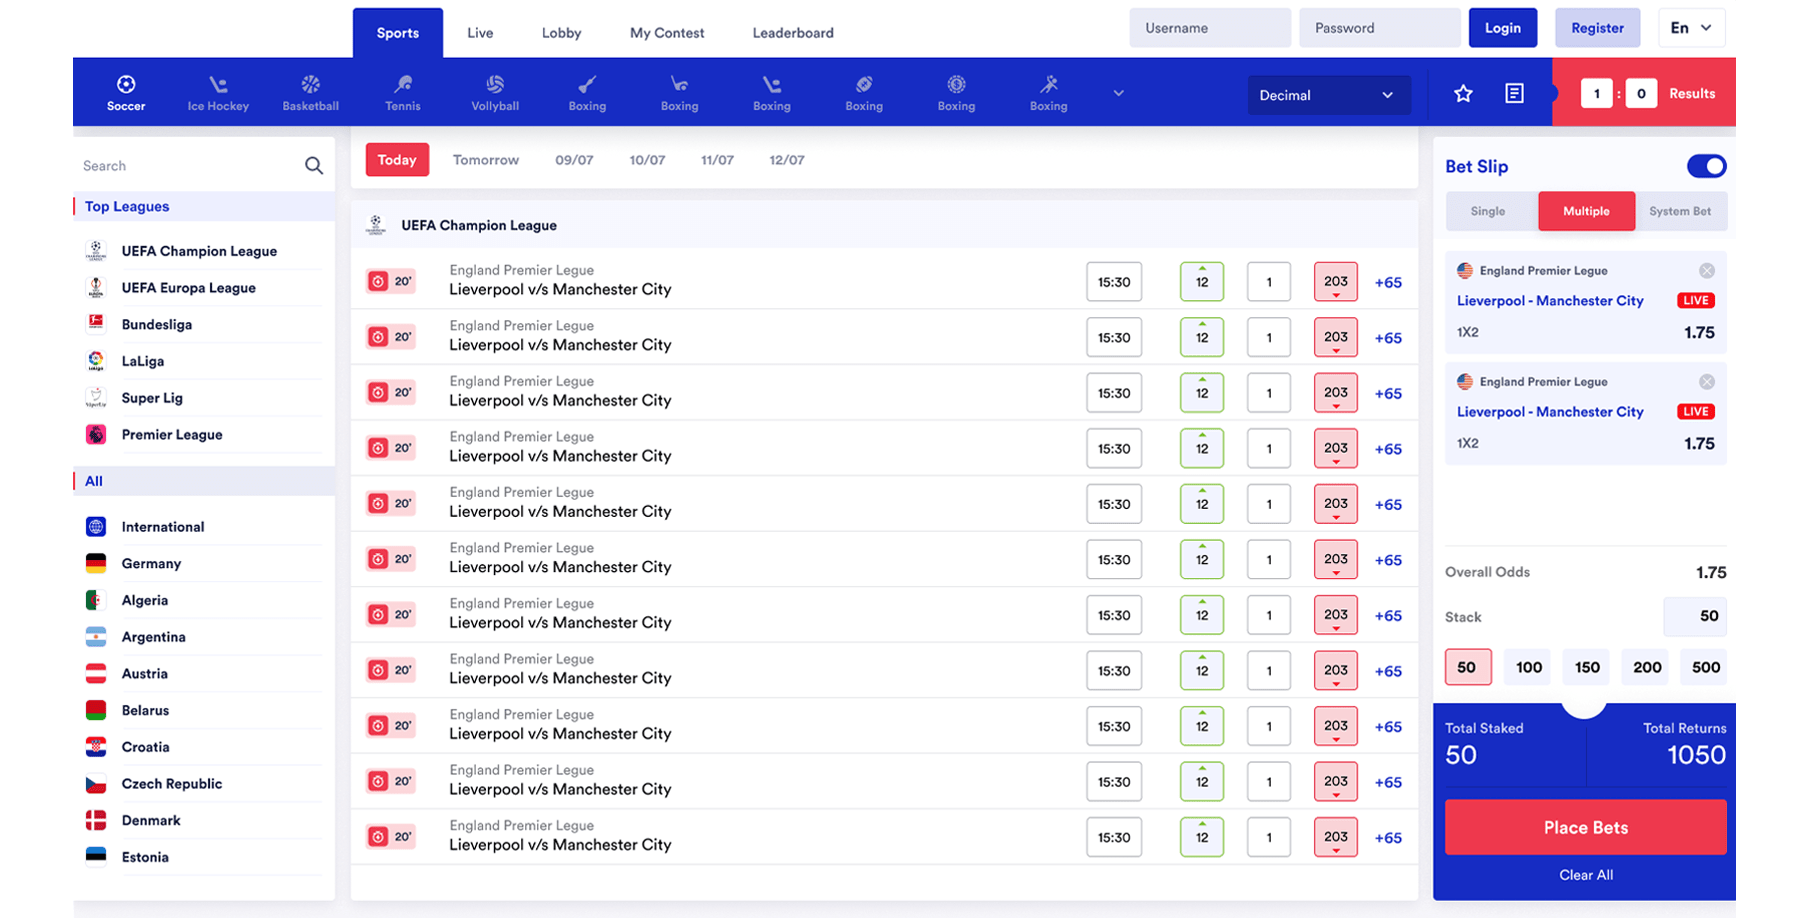 Sports Live Lobby My Contest Leaderboard Username Password Login Register En
Soccer Ice Hockey Basketball Tennis Vollyball Boxing Boxing Boxing Boxing Boxing Boxing Decimal 1 : 0 Results
Search
Top Leagues
UEFA Champion League
UEFA Europa League
Bundesliga
LaLiga
Super Lig
Premier League
All
International
Germany
Algeria
Argentina
Austria
Belarus
Croatia
Czech Republic
Denmark
Estonia
Today Tomorrow 09/07 10/07 11/07 12/07
UEFA Champion League
England Premier Legue
20' Lieverpool v/s Manchester City 15:30 12 1 203 +65
England Premier Legue
20' Lieverpool v/s Manchester City 15:30 12 1 203 +65
England Premier Legue
20' Lieverpool v/s Manchester City 15:30 12 1 203 +65
England Premier Legue
20' Lieverpool v/s Manchester City 15:30 12 1 203 +65
England Premier Legue
20' Lieverpool v/s Manchester City 15:30 12 1 203 +65
England Premier Legue
20' Lieverpool v/s Manchester City 15:30 12 1 203 +65
England Premier Legue
20' Lieverpool v/s Manchester City 15:30 12 1 203 +65
England Premier Legue
20' Lieverpool v/s Manchester City 15:30 12 1 203 +65
England Premier Legue
20' Lieverpool v/s Manchester City 15:30 12 1 203 +65
England Premier Legue
20' Lieverpool v/s Manchester City 15:30 12 1 203 +65
England Premier Legue
20' Lieverpool v/s Manchester City 15:30 12 1 203 +65
Bet Slip
Single Multiple System Bet
England Premier Legue
Lieverpool - Manchester City LIVE
1X2 1.75
England Premier Legue
Lieverpool - Manchester City LIVE
1X2 1.75
Overall Odds 1.75
Stack 50
50 100 150 200 500
Total Staked Total Returns
50 1050
Place Bets
Clear All